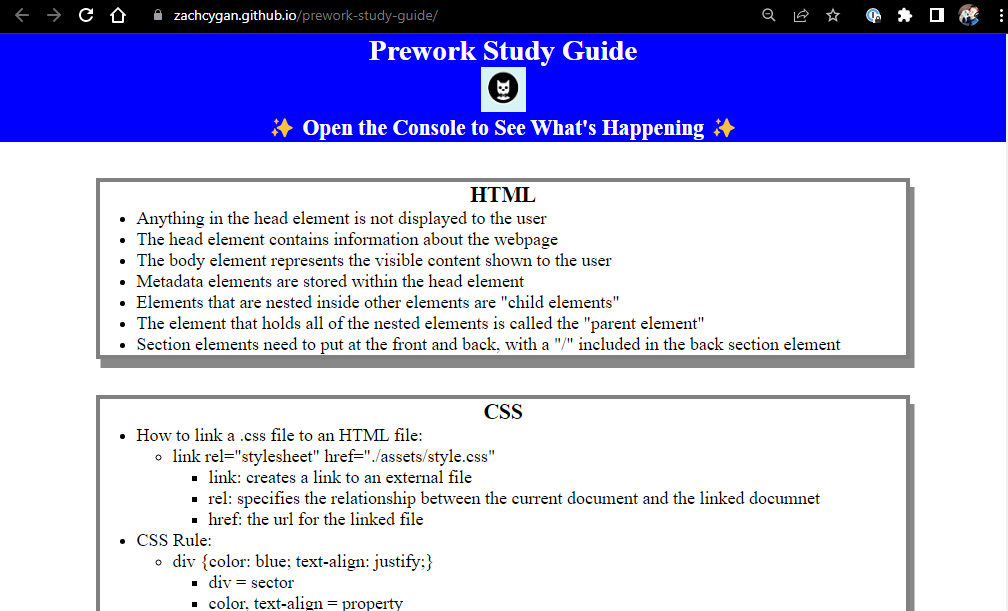 zachcygan.github.io/prework-study-guide/
Prework Study Guide
✨ Open the Console to See What's Happening ✨
HTML
• Anything in the head element is not displayed to the user
• The head element contains information about the webpage
• The body element represents the visible content shown to the user
• Metadata elements are stored within the head element
• Elements that are nested inside other elements are "child elements"
• The element that holds all of the nested elements is called the "parent element"
• Section elements need to put at the front and back, with a "/" included in the back section element
CSS
• How to link a .css file to an HTML file:
◦ link rel="stylesheet" href="./assets/style.css"
▪ link: creates a link to an external file
▪ rel: specifies the relationship between the current document and the linked documnet
▪ href: the url for the linked file
• CSS Rule:
◦ div {color: blue; text-align: justify;}
▪ div = sector
▪ color, text-align = property